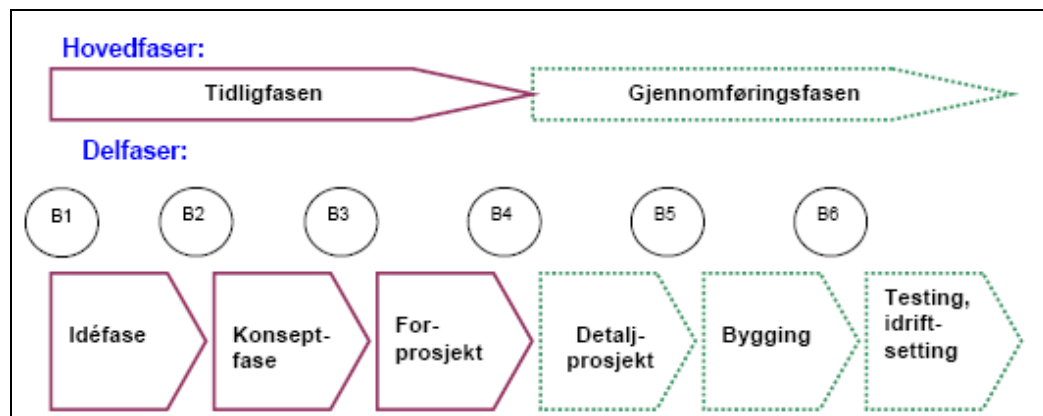 Hovedfaser:
Tidligfasen
Gjennomføringsfasen
Delfaser:
B1
B2
B3
B4
B5
B6
Idéfase
Konsept-
fase
For-
prosjekt
Detalj-
prosjekt
Bygging
Testing,
idrift-
setting